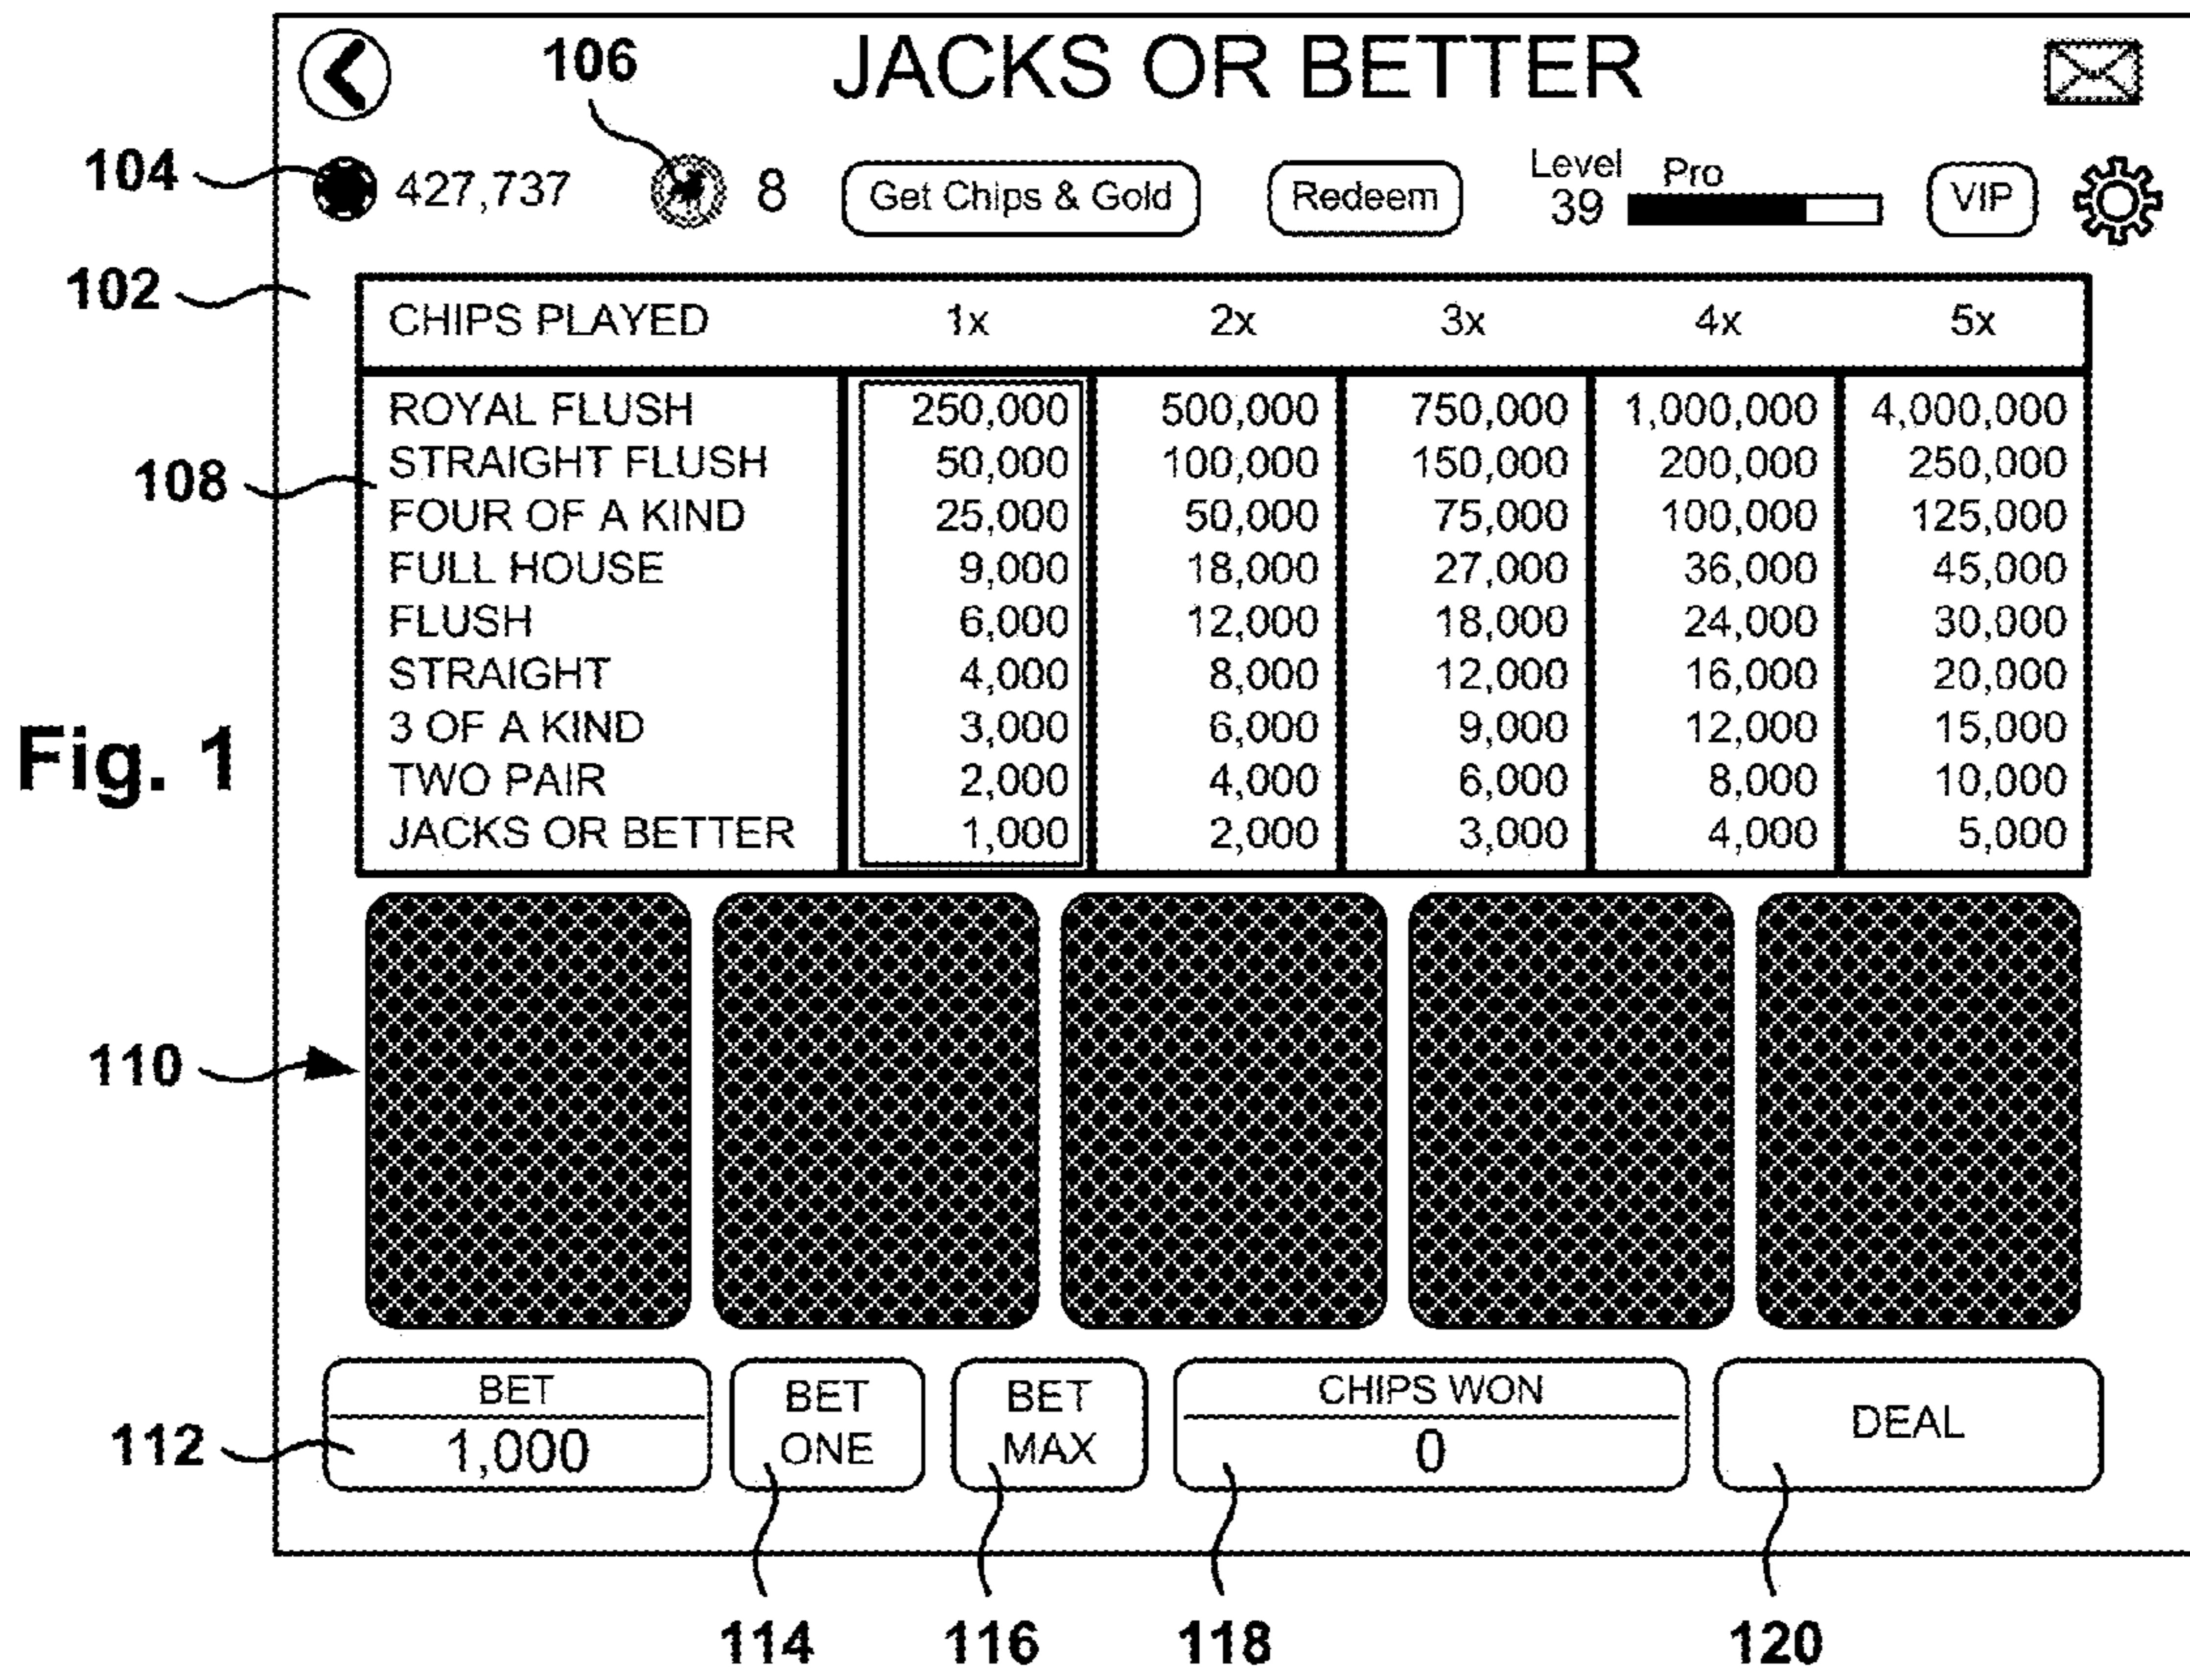 JACKS OR BETTER
106
104
427,737
8
Get Chips & Gold
Redeem
Level
39
Pro
VIP
102
CHIPS PLAYED 1x 2x 3x 4x 5x
ROYAL FLUSH 250,000 500,000 750,000 1,000,000 4,000,000
STRAIGHT FLUSH 50,000 100,000 150,000 200,000 250,000
108
FOUR OF A KIND 25,000 50,000 75,000 100,000 125,000
FULL HOUSE 9,000 18,000 27,000 36,000 45,000
FLUSH 6,000 12,000 18,000 24,000 30,000
STRAIGHT 4,000 8,000 12,000 16,000 20,000
3 OF A KIND 3,000 6,000 9,000 12,000 15,000
Fig. 1
TWO PAIR 2,000 4,000 6,000 8,000 10,000
JACKS OR BETTER 1,000 2,000 3,000 4,000 5,000
110
BET
1,000
BET
ONE
BET
MAX
CHIPS WON
0
DEAL
112
114
116
118
120